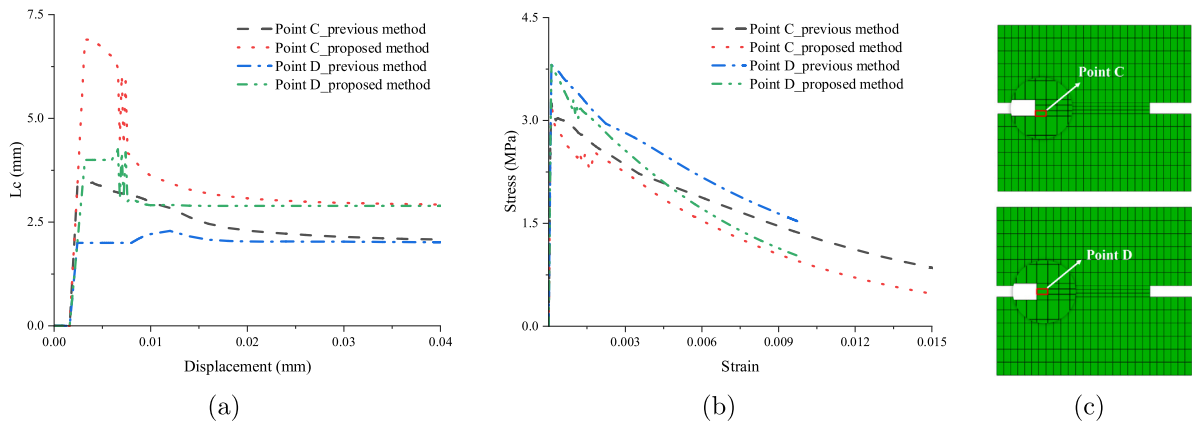 7.5
5.0
2.5
0.0
Lc (mm)
0.00
0.01
0.02
0.03
0.04
Displacement (mm)
Point C_previous method
Point C_proposed method
Point D_previous method
Point D_proposed method
(a)
4.5
3.0
1.5
0.0
Stress (MPa)
0.003
0.006
0.009
0.012
0.015
Strain
Point C_previous method
Point C_proposed method
Point D_previous method
Point D_proposed method
(b)
Point C
Point D
(c)